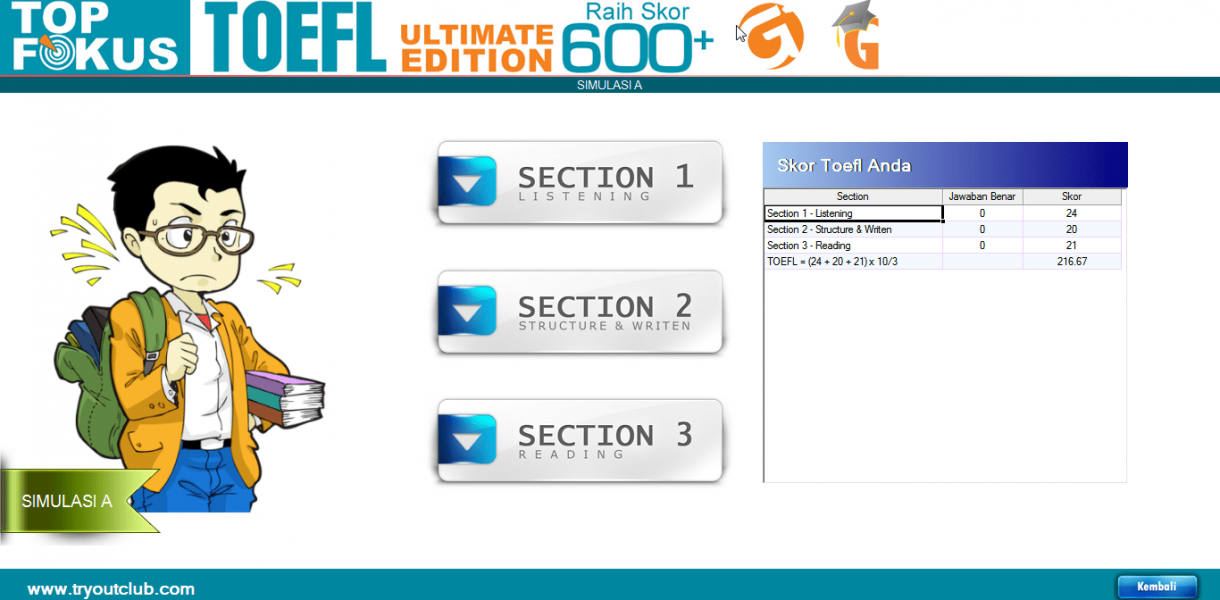 TOP
FOKUS
TOEFL
ULTIMATE
EDITION
Raih Skor
600+
G
SIMULASI A
SECTION 1
LISTENING
SECTION 2
STRUCTURE & WRITEN
SECTION 3
READING
Skor Toefl Anda
Section Jawaban Benar Skor
Section 1 - Listening 0 24
Section 2 - Structure & Writen 0 20
Section 3 - Reading 0 21
TOEFL = (24 + 20 + 21) x 10/3 216.67
SIMULASI A
www.tryoutclub.com
Kembali